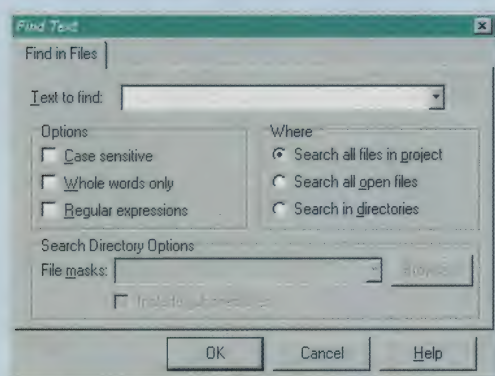 Find Text
Find in Files
Text to find:
Options
Case sensitive
Whole words only
Regular expressions
Where
Search all files in project
Search all open files
Search in directories
Search Directory Options
File masks:
OK
Cancel
Help